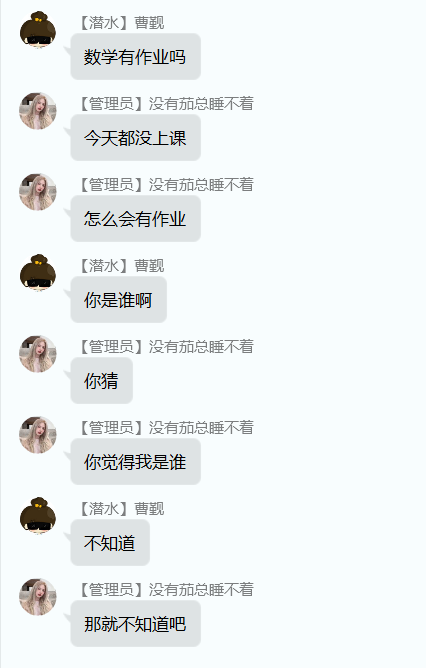 【潜水】曹觐
数学有作业吗
【管理员】没有茄总睡不着
今天都没上课
【管理员】没有茄总睡不着
怎么会有作业
【潜水】曹觐
你是谁啊
【管理员】没有茄总睡不着
你猜
【管理员】没有茄总睡不着
你觉得我是谁
【潜水】曹觐
不知道
【管理员】没有茄总睡不着
那就不知道吧